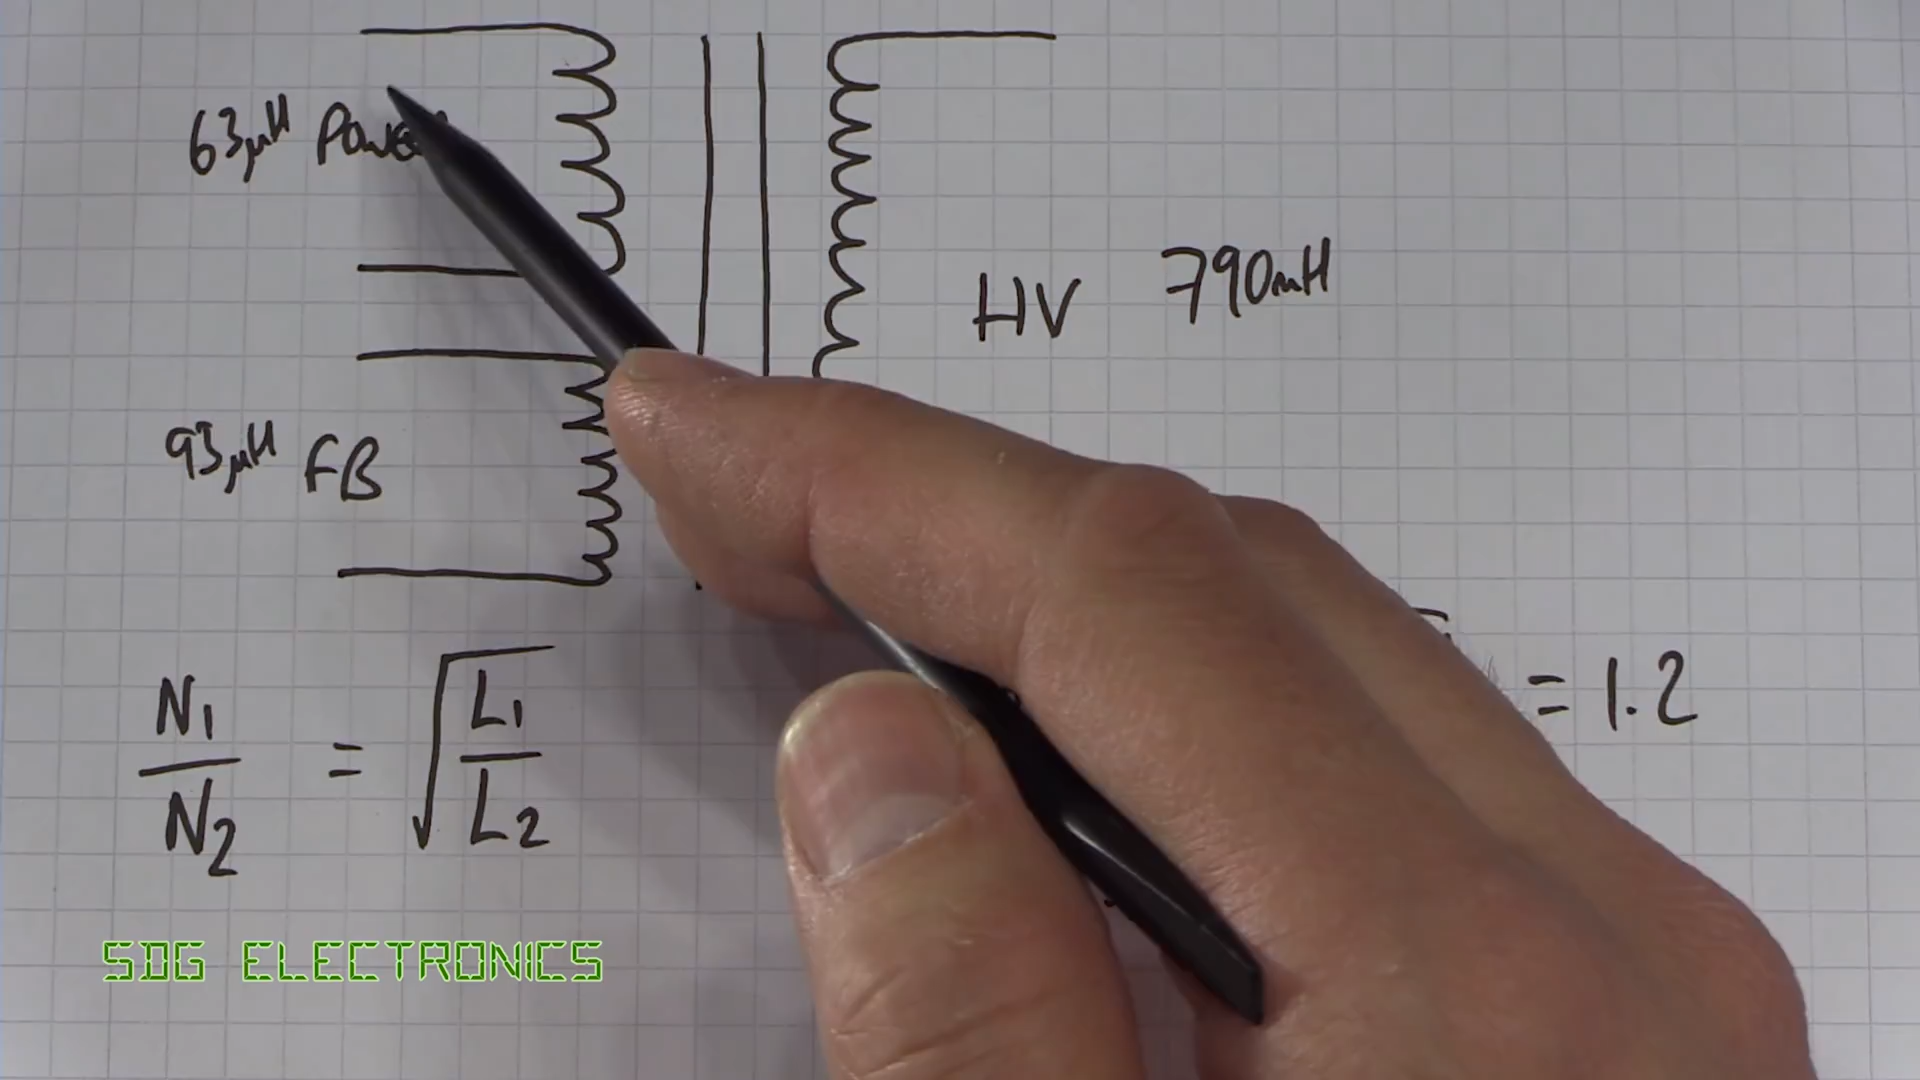 63µH Power
HV 790mH
93µH FB
N1
N2
=
L1
L2
= 1.2
SDG ELECTRONICS